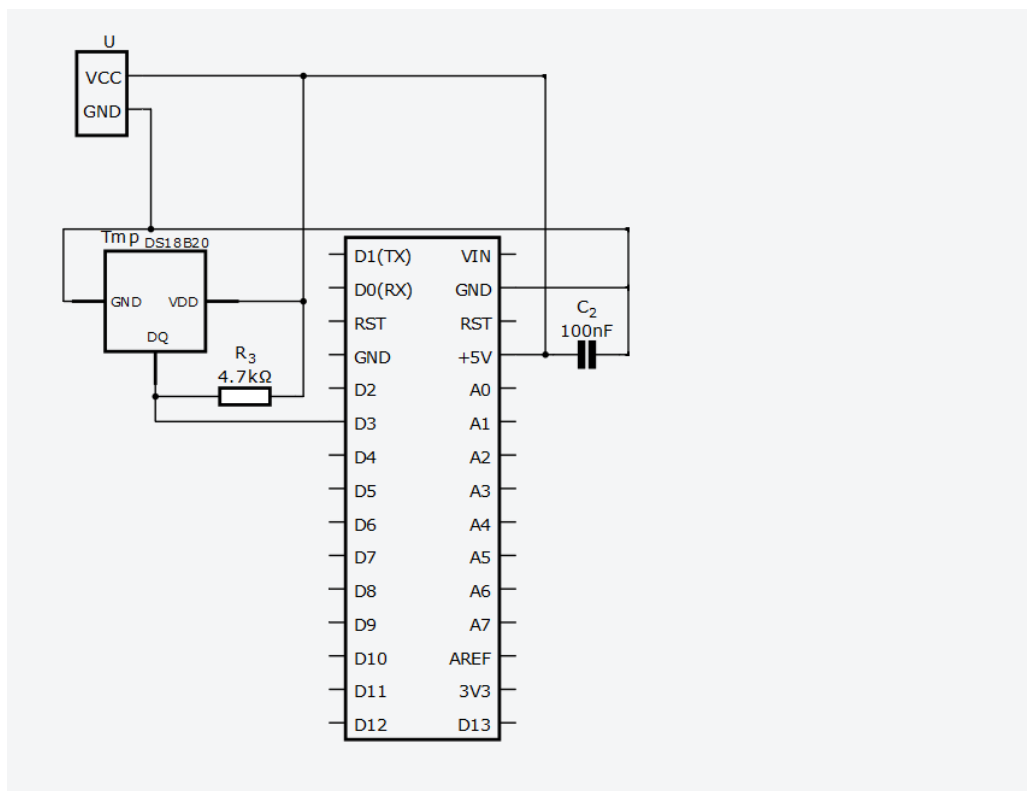 U
VCC
GND
Tmp DS18B20
GND VDD
DQ
R3
4.7kΩ
D1(TX) VIN
D0(RX) GND
RST RST
GND +5V
D2 A0
D3 A1
D4 A2
D5 A3
D6 A4
D7 A5
D8 A6
D9 A7
D10 AREF
D11 3V3
D12 D13
C2
100nF